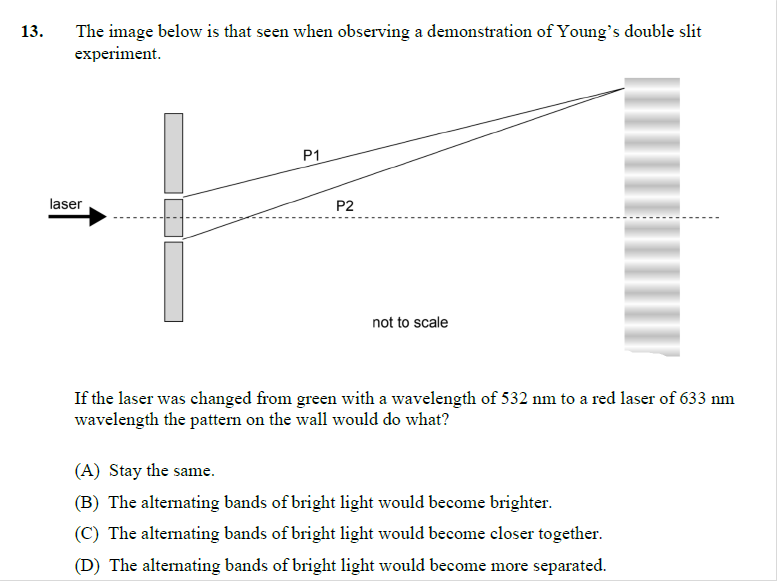 13. The image below is that seen when observing a demonstration of Young's double slit
experiment.
P1
laser
P2
not to scale
If the laser was changed from green with a wavelength of 532 nm to a red laser of 633 nm
wavelength the pattern on the wall would do what?
(A) Stay the same.
(B) The alternating bands of bright light would become brighter.
(C) The alternating bands of bright light would become closer together.
(D) The alternating bands of bright light would become more separated.